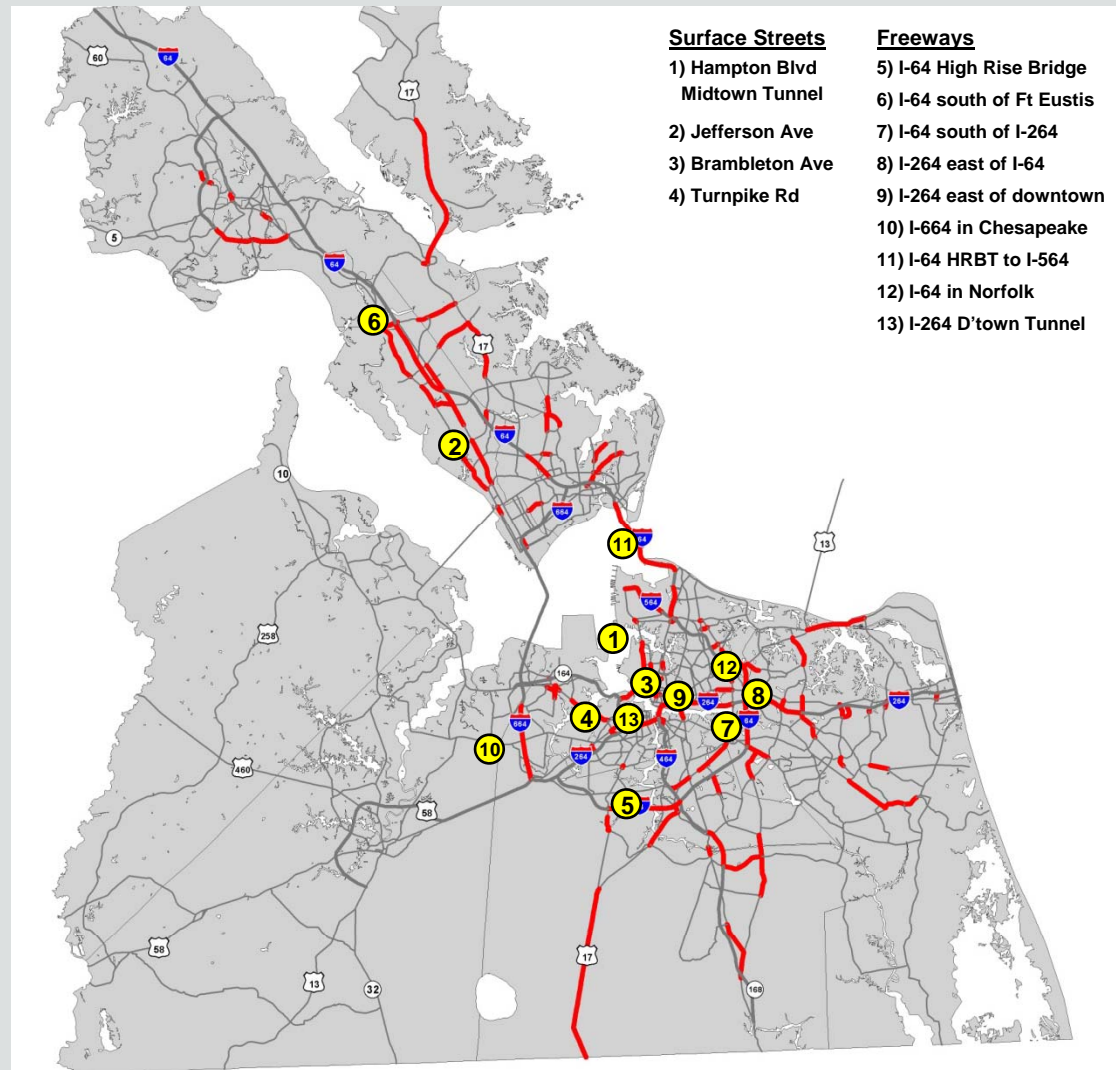 Surface Streets
1) Hampton Blvd
Midtown Tunnel
2) Jefferson Ave
3) Brambleton Ave
4) Turnpike Rd
Freeways
5) I-64 High Rise Bridge
6) I-64 south of Ft Eustis
7) I-64 south of I-264
8) I-264 east of I-64
9) I-264 east of downtown
10) I-664 in Chesapeake
11) I-64 HRBT to I-564
12) I-64 in Norfolk
13) I-264 D'town Tunnel
60
64
17
5
64
6
17
64
2
10
664
64
11
13
564
258
1
12
164
3
9
264
8
264
4
13
64
7
664
10
264
464
460
58
5
58
17
13
32
168